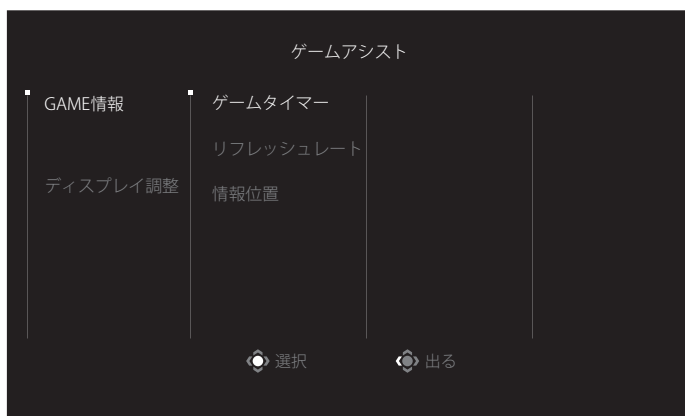 ゲームアシスト
GAME情報
ディスプレイ調整
ゲームタイマー
リフレッシュレート
情報位置
選択
出る